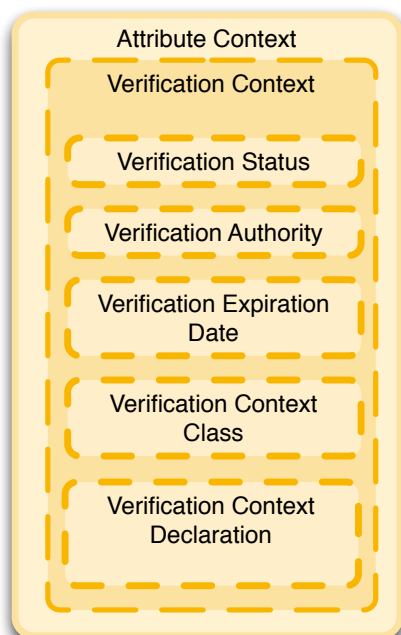 Attribute Context
Verification Context
Verification Status
Verification Authority
Verification Expiration
Date
Verification Context
Class
Verification Context
Declaration